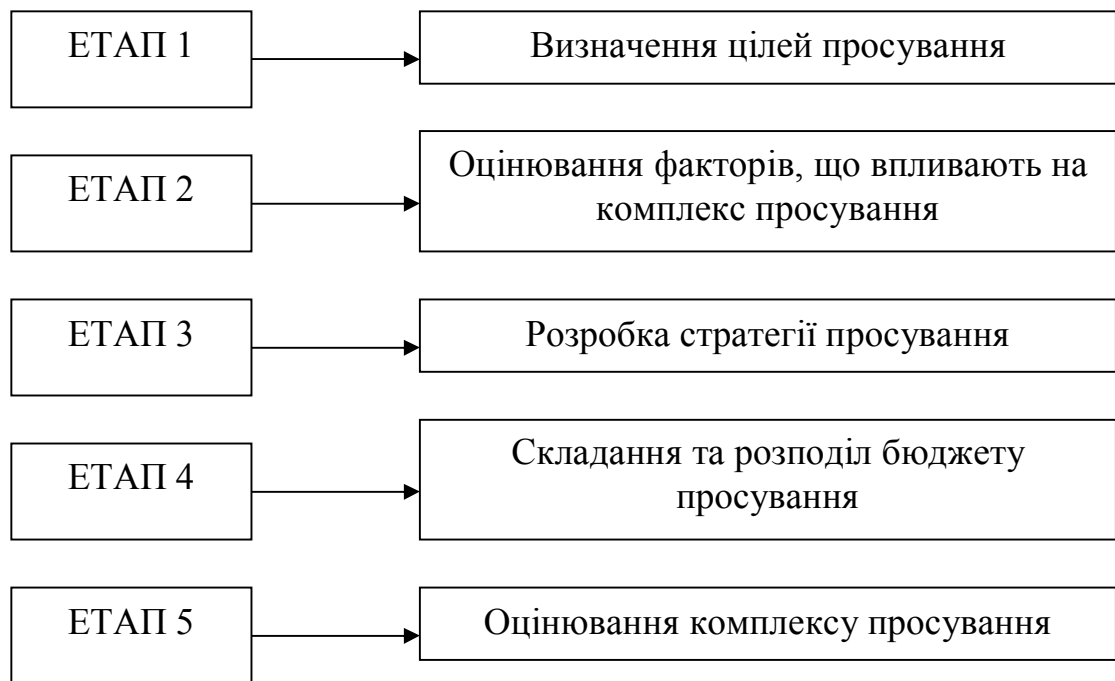 ЕТАП 1
Визначення цілей просування
ЕТАП 2
Оцінювання факторів, що впливають на
комплекс просування
ЕТАП 3
Розробка стратегії просування
ЕТАП 4
Складання та розподіл бюджету
просування
ЕТАП 5
Оцінювання комплексу просування